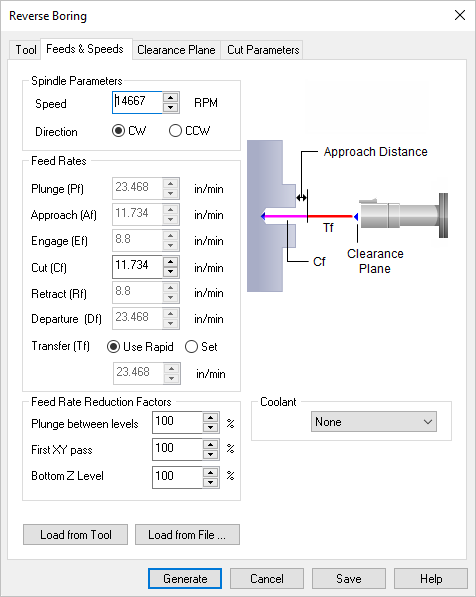 Reverse Boring
Tool Feeds & Speeds Clearance Plane Cut Parameters
Spindle Parameters
Speed 14667 RPM
Direction CW CCW
Feed Rates
Plunge (Pf) 23.468 in/min
Approach (Af) 11.734 in/min
Engage (Ef) 8.8 in/min
Cut (Cf) 11.734 in/min
Retract (Rf) 8.8 in/min
Departure (Df) 23.468 in/min
Transfer (Tf) Use Rapid Set
23.468 in/min
Approach Distance
Tf
Cf
Clearance
Plane
Feed Rate Reduction Factors
Plunge between levels 100 %
First XY pass 100 %
Bottom Z Level 100 %
Coolant
None
Load from Tool Load from File ...
Generate Cancel Save Help